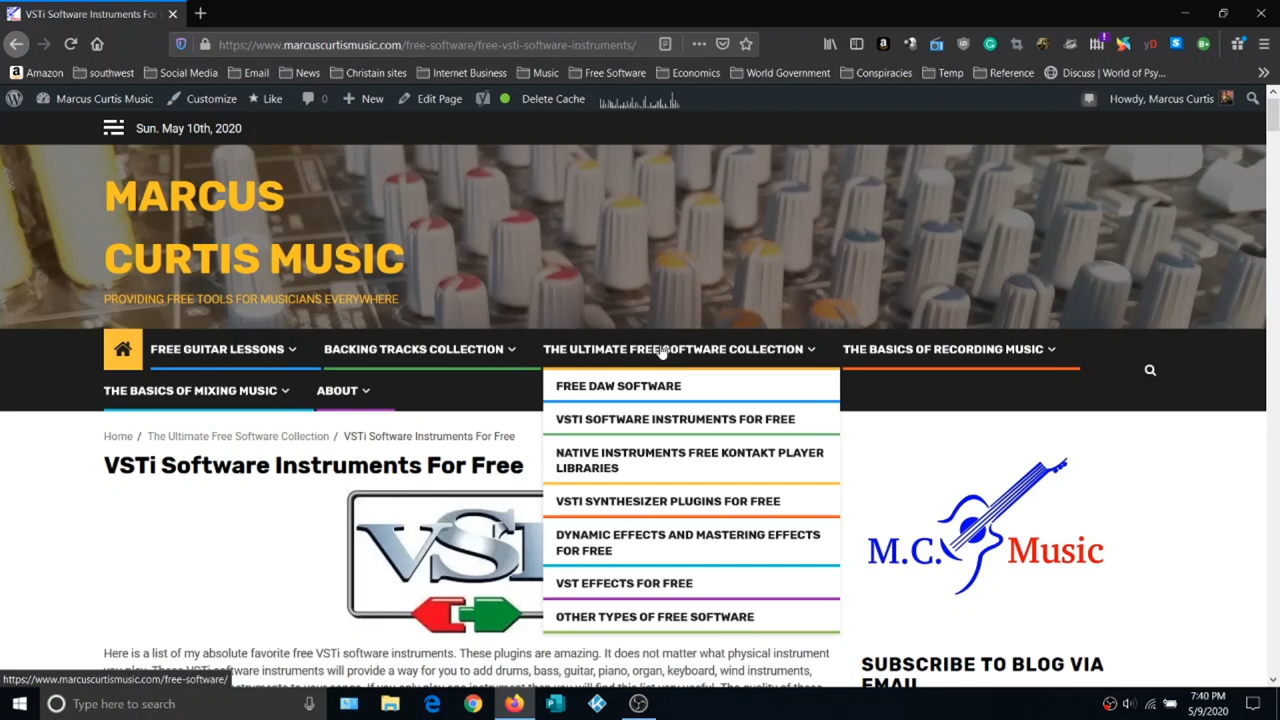 VSTi Software Instruments For
https://www.marcuscurtismusic.com/free-software/free-vsti-software-instruments/
Amazon southwest Social Media Email News Christain sites Internet Business Music Free Software Economics World Government Conspiracies Temp Reference Discuss | World of Psy...
Marcus Curtis Music Customize Like 0 New Edit Page Delete Cache Howdy, Marcus Curtis
Sun. May 10th, 2020
MARCUS
CURTIS MUSIC
PROVIDING FREE TOOLS FOR MUSICIANS EVERYWHERE
FREE GUITAR LESSONS BACKING TRACKS COLLECTION THE ULTIMATE FREE SOFTWARE COLLECTION THE BASICS OF RECORDING MUSIC
THE BASICS OF MIXING MUSIC ABOUT
FREE DAW SOFTWARE
VSTI SOFTWARE INSTRUMENTS FOR FREE
NATIVE INSTRUMENTS FREE KONTAKT PLAYER
LIBRARIES
VSTI SYNTHESIZER PLUGINS FOR FREE
DYNAMIC EFFECTS AND MASTERING EFFECTS
FOR FREE
VST EFFECTS FOR FREE
OTHER TYPES OF FREE SOFTWARE
Home / The Ultimate Free Software Collection / VSTi Software Instruments For Free
VSTi Software Instruments For Free
M.C. Music
Here is a list of my absolute favorite free VSTi software instruments. These plugins are amazing. It does not matter what physical instrument
you play. These VSTi software instruments will provide a way for you to add drums, bass, guitar, piano, organ, keyboard, wind instruments,
SUBSCRIBE TO BLOG VIA
EMAIL
https://www.marcuscurtismusic.com/free-software/
Type here to search
7:40 PM
5/9/2020